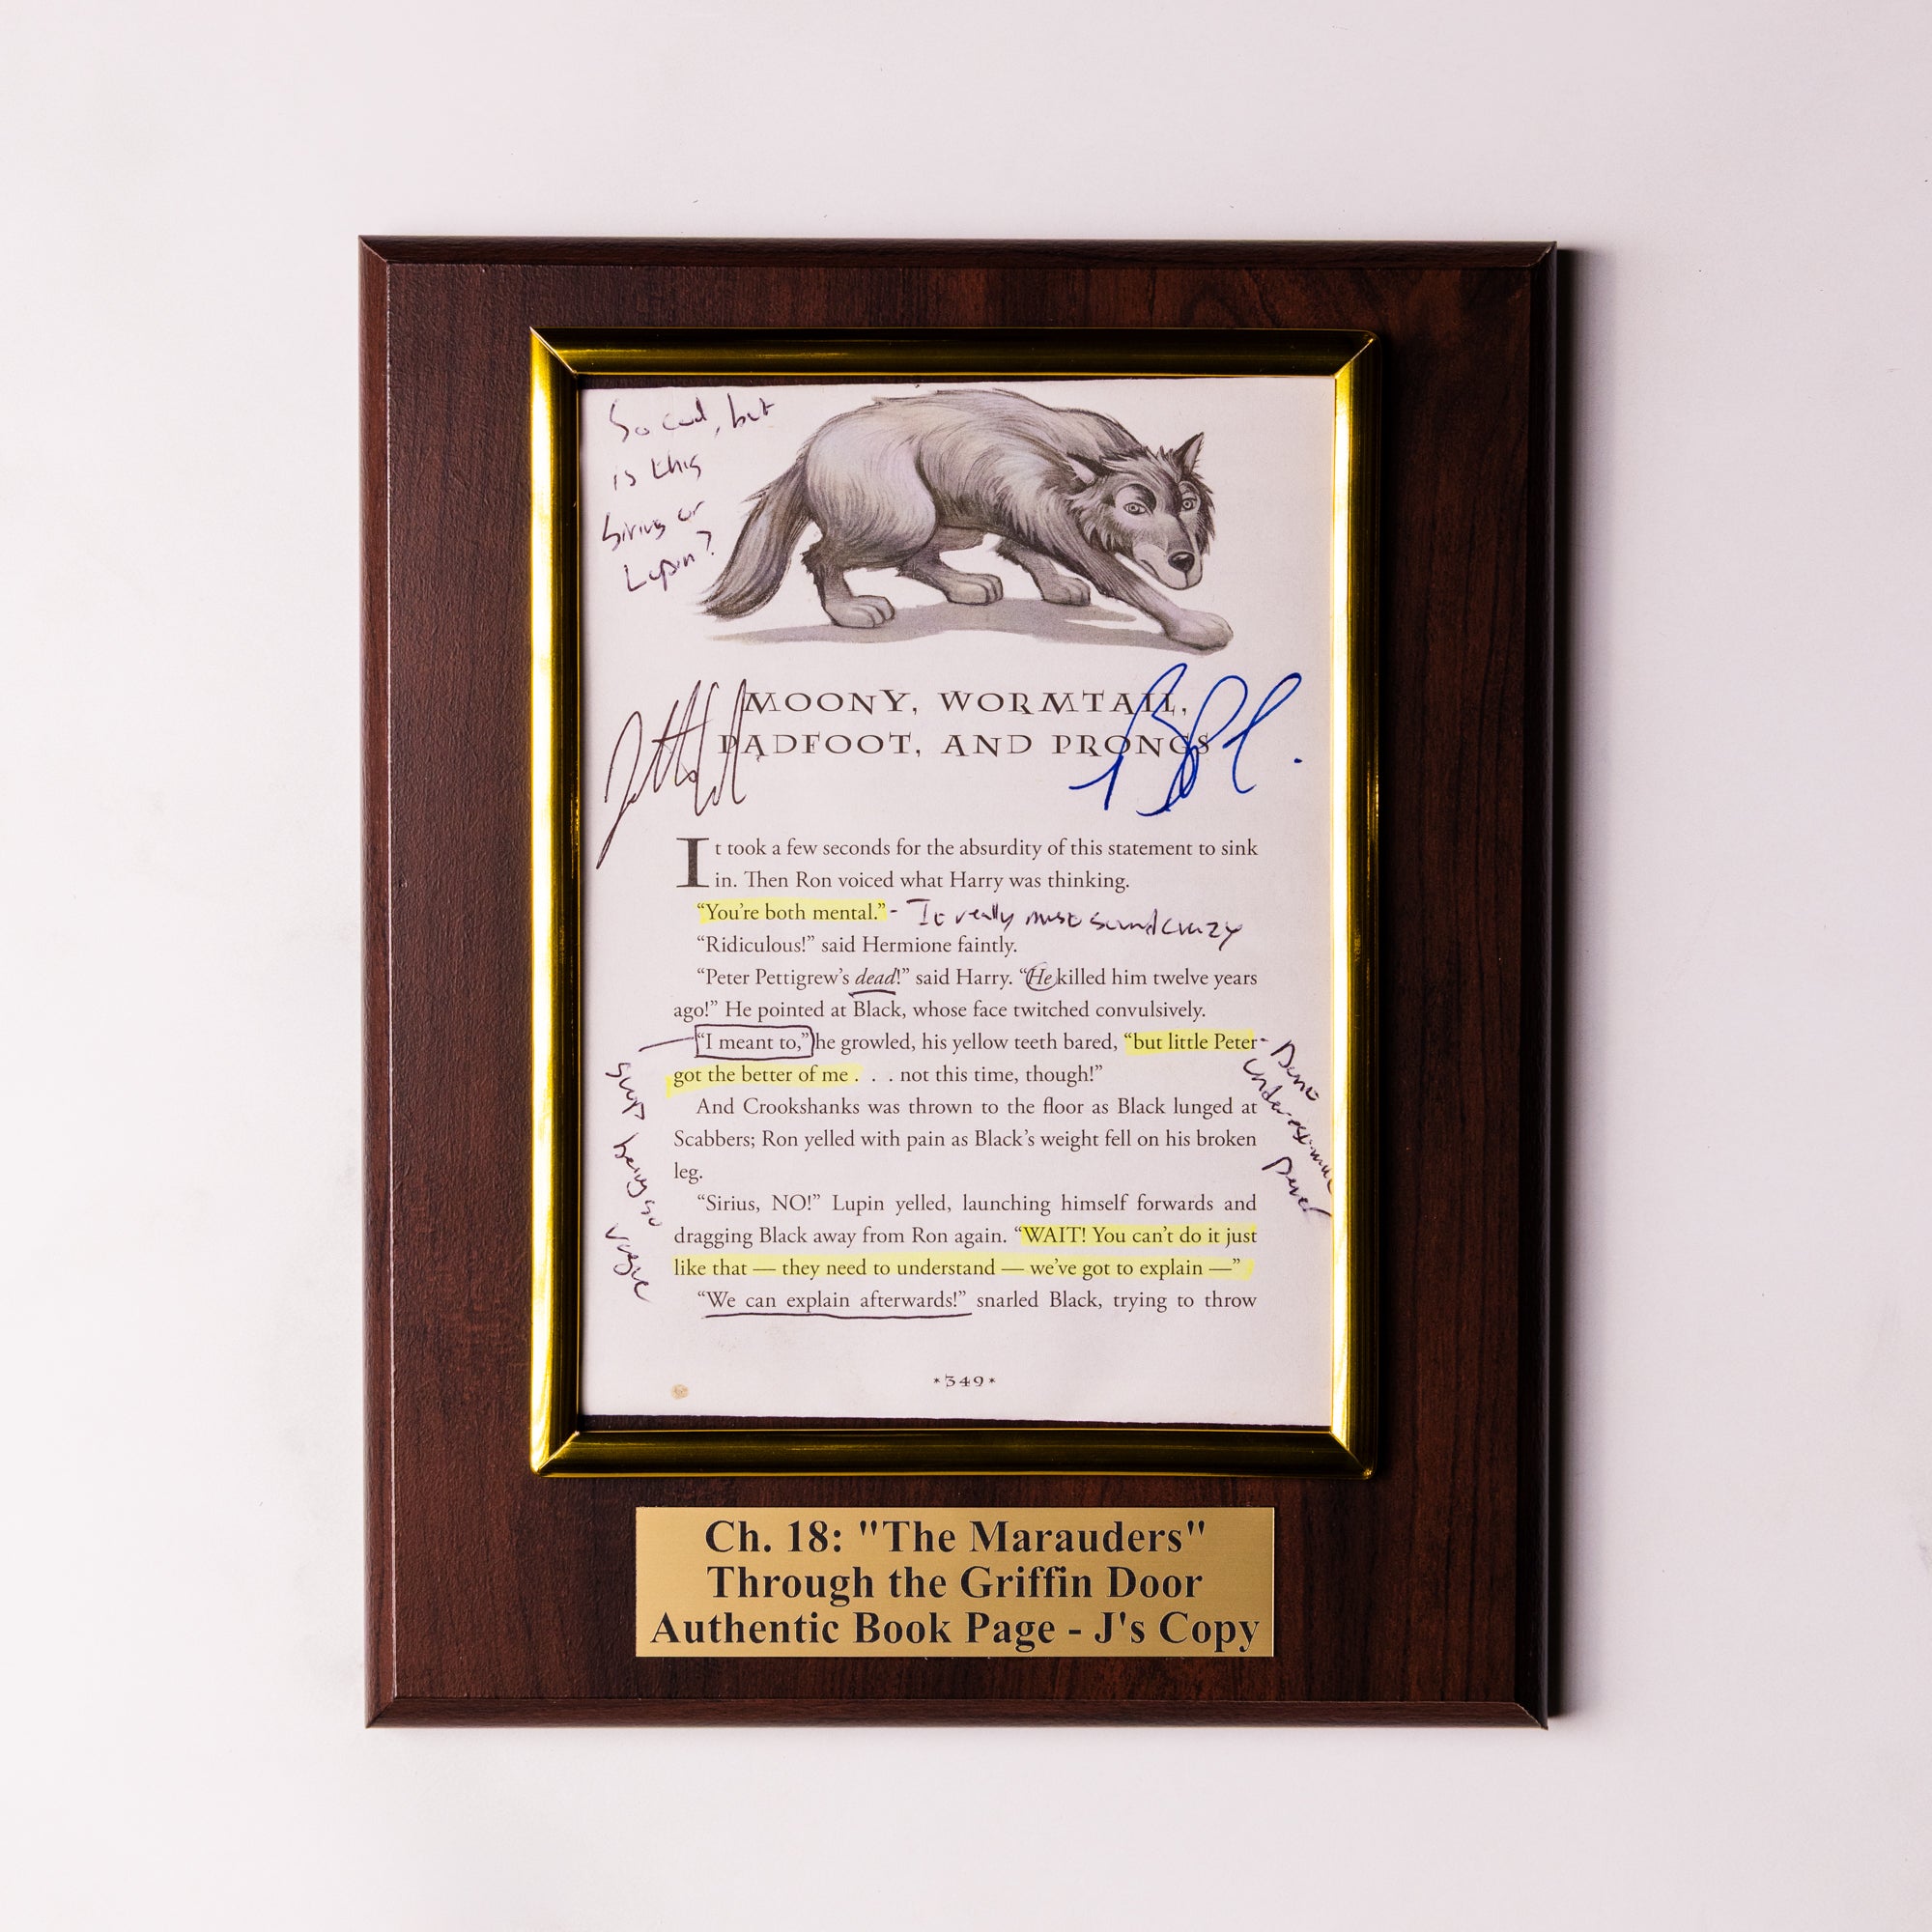 So cool, but
is this
Sirius or
Lupin?
MOONY, WORMTAIL,
PADFOOT, AND PRONGS
It took a few seconds for the absurdity of this statement to sink
in. Then Ron voiced what Harry was thinking.
“You’re both mental.” - It really must sound crazy
“Ridiculous!” said Hermione faintly.
“Peter Pettigrew’s dead!” said Harry. “He killed him twelve years
ago!” He pointed at Black, whose face twitched convulsively.
“I meant to,” he growled, his yellow teeth bared, “but little Peter
got the better of me . . . not this time, though!”
And Crookshanks was thrown to the floor as Black lunged at
Scabbers; Ron yelled with pain as Black’s weight fell on his broken
leg.
“Sirius, NO!” Lupin yelled, launching himself forwards and
dragging Black away from Ron again. “WAIT! You can’t do it just
like that — they need to understand — we’ve got to explain —”
“We can explain afterwards!” snarled Black, trying to throw
stop being so vague
Don't
underestimate
*349*
Ch. 18: "The Marauders"
Through the Griffin Door
Authentic Book Page - J's Copy